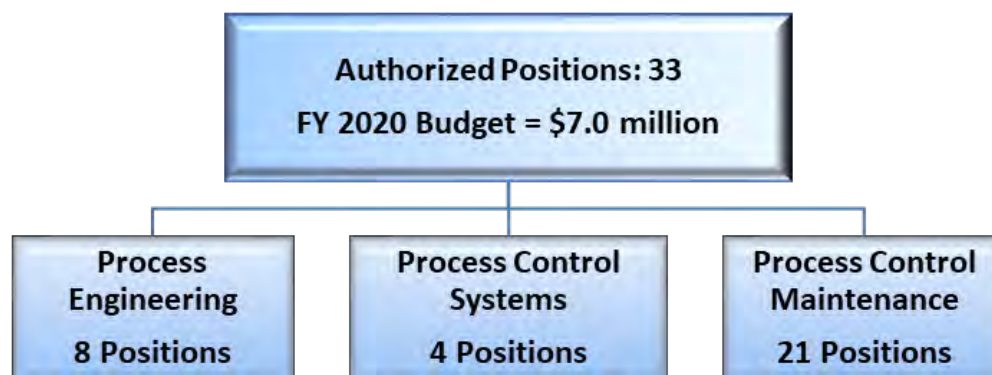 Authorized Positions: 33
FY 2020 Budget = $7.0 million
Process
Engineering
8 Positions
Process Control
Systems
4 Positions
Process Control
Maintenance
21 Positions